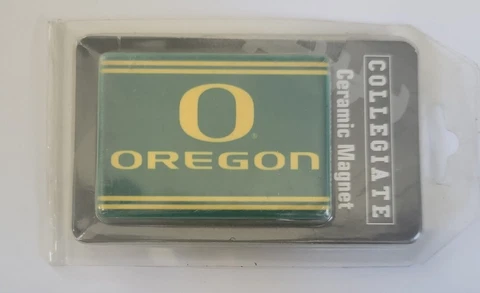 O
OREGON
COLLEGIATE
Ceramic Magnet